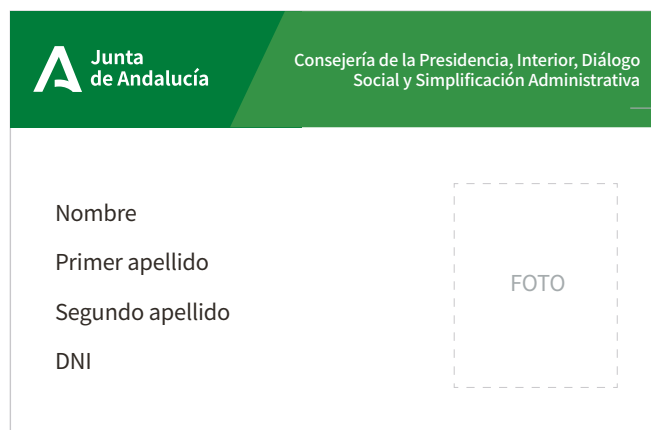 Junta
de Andalucía
Consejería de la Presidencia, Interior, Diálogo
Social y Simplificación Administrativa
Nombre
Primer apellido
Segundo apellido
DNI
FOTO